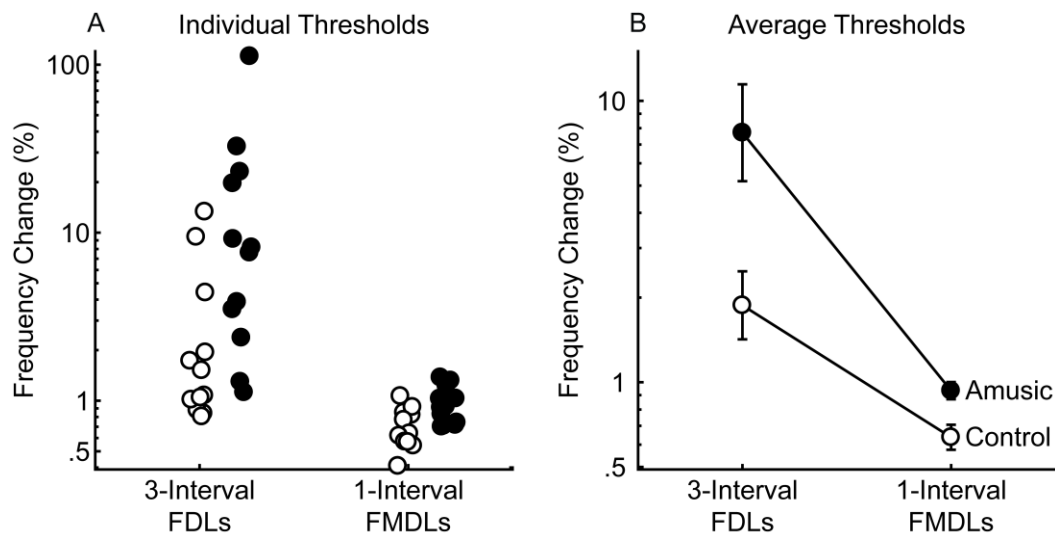 A Individual Thresholds
Frequency Change (%)
100
10
1
.5
3-Interval
FDLs
1-Interval
FMDLs
B Average Thresholds
Frequency Change (%)
10
1
.5
Amusic
Control
3-Interval
FDLs
1-Interval
FMDLs